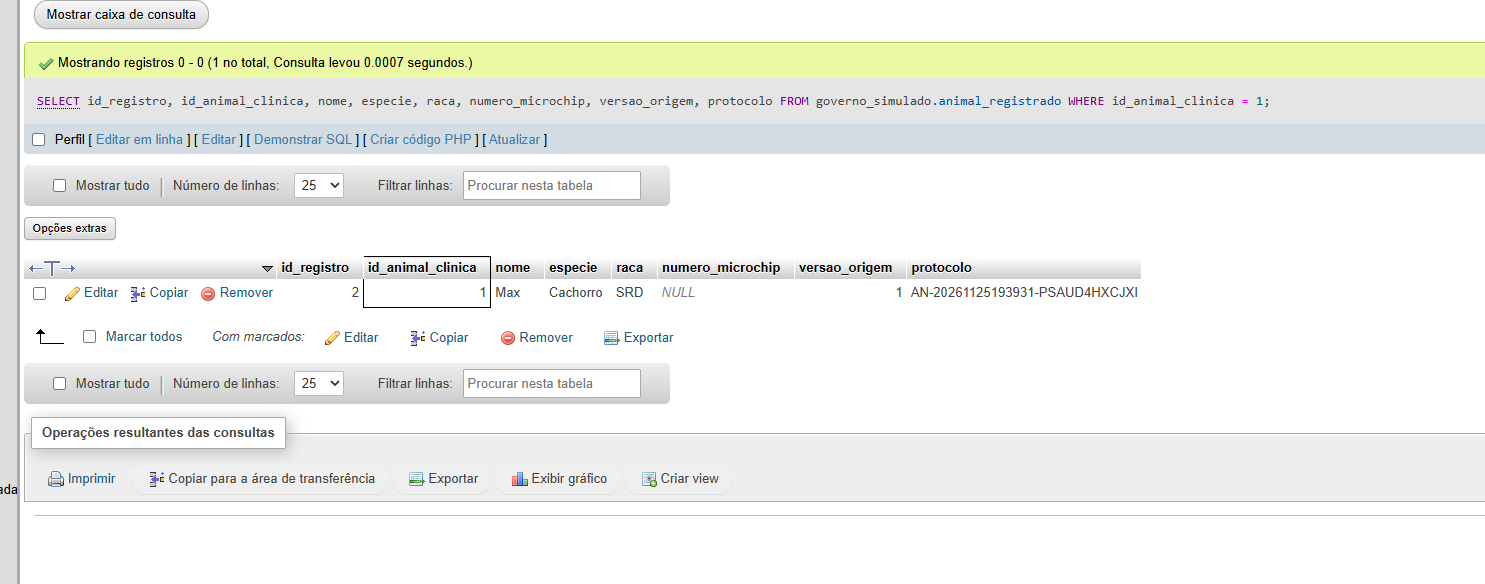 Mostrar caixa de consulta
Mostrando registros 0 - 0 (1 no total, Consulta levou 0.0007 segundos.)
SELECT id_registro, id_animal_clinica, nome, especie, raca, numero_microchip, versao_origem, protocolo FROM governo_simulado.animal_registrado WHERE id_animal_clinica = 1;
Perfil [ Editar em linha ] [ Editar ] [ Demonstrar SQL ] [ Criar código PHP ] [ Atualizar ]
Mostrar tudo Número de linhas: 25 Filtrar linhas: Procurar nesta tabela
Opções extras
id_registro id_animal_clinica nome especie raca numero_microchip versao_origem protocolo
Editar Copiar Remover 2 1 Max Cachorro SRD NULL 1 AN-20261125193931-PSAUD4HXCJXI
Marcar todos Com marcados: Editar Copiar Remover Exportar
Mostrar tudo Número de linhas: 25 Filtrar linhas: Procurar nesta tabela
Operações resultantes das consultas
Imprimir Copiar para a área de transferência Exportar Exibir gráfico Criar view
ada